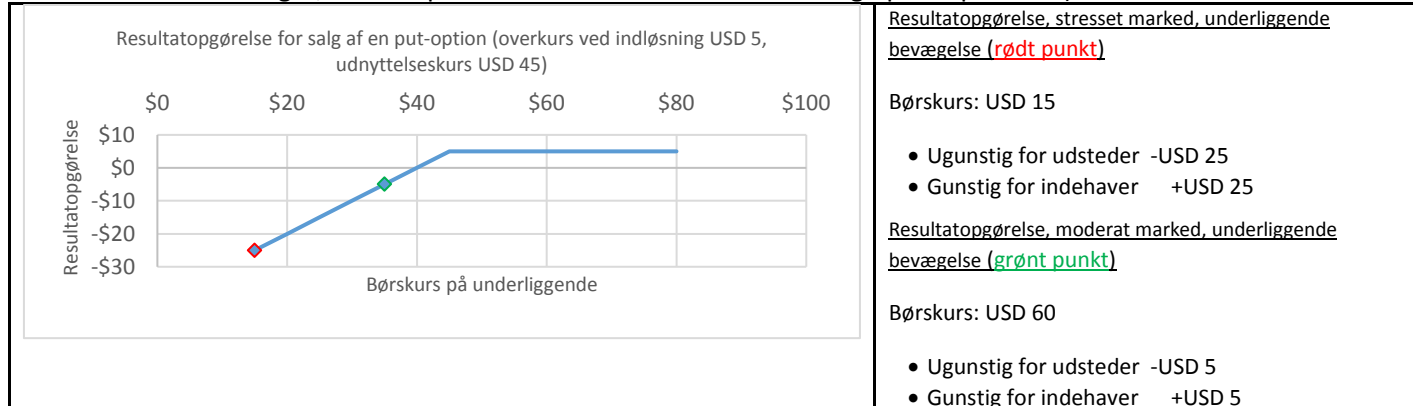 Resultatopgørelse for salg af en put-option (overkurs ved indløsning USD 5,
udnyttelseskurs USD 45)
$0 $20 $40 $60 $80 $100
$10
$0
-$10
-$20
-$30
Resultatopgørelse
Børskurs på underliggende
Resultatopgørelse, stresset marked, underliggende
bevægelse (rødt punkt)
Børskurs: USD 15
• Ugunstig for udsteder -USD 25
• Gunstig for indehaver +USD 25
Resultatopgørelse, moderat marked, underliggende
bevægelse (grønt punkt)
Børskurs: USD 60
• Ugunstig for udsteder -USD 5
• Gunstig for indehaver +USD 5